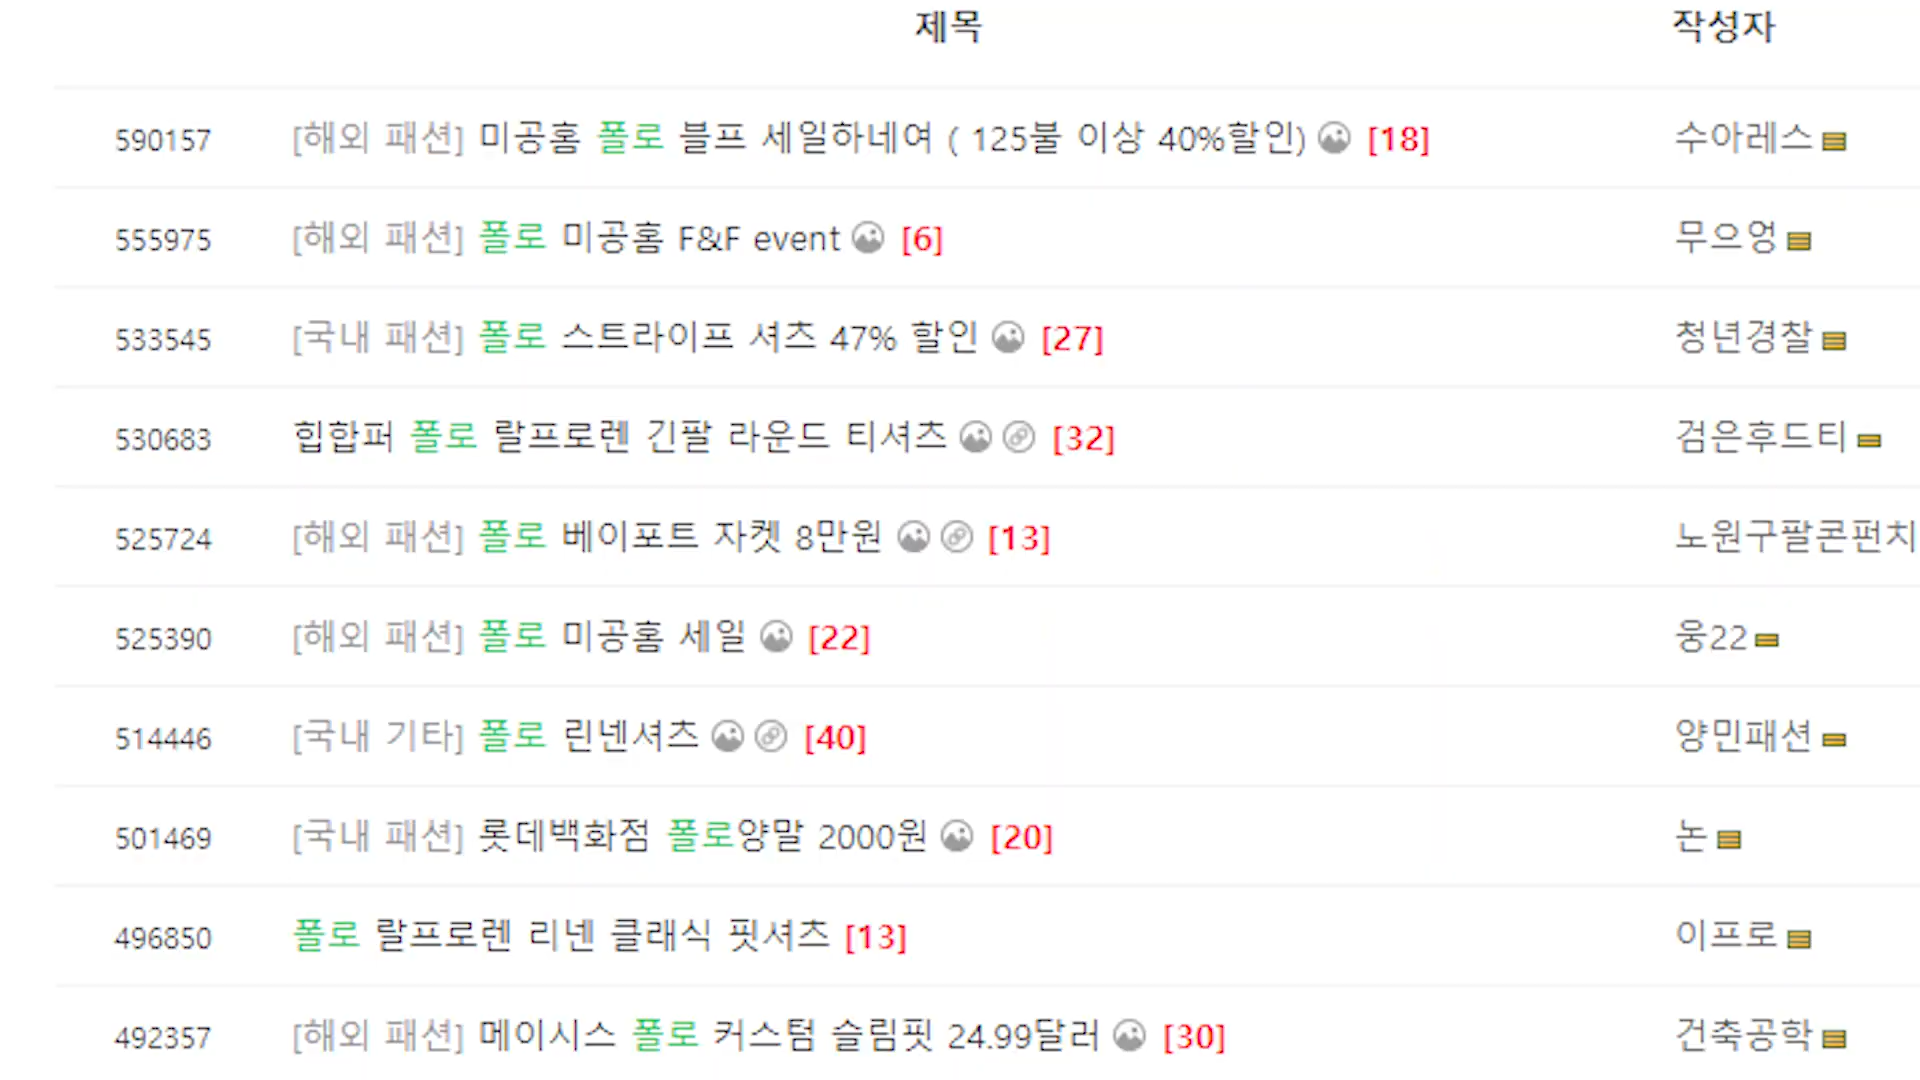 제목 작성자
590157 [해외 패션] 미공홈 폴로 블프 세일하네여 ( 125불 이상 40%할인) [18] 수아레스
555975 [해외 패션] 폴로 미공홈 F&F event [6] 무으엉
533545 [국내 패션] 폴로 스트라이프 셔츠 47% 할인 [27] 청년경찰
530683 힙합퍼 폴로 랄프로렌 긴팔 라운드 티셔츠 [32] 검은후드티
525724 [해외 패션] 폴로 베이포트 자켓 8만원 [13] 노원구팔콘펀치
525390 [해외 패션] 폴로 미공홈 세일 [22] 웅22
514446 [국내 기타] 폴로 린넨셔츠 [40] 양민패션
501469 [국내 패션] 롯데백화점 폴로양말 2000원 [20] 논
496850 폴로 랄프로렌 리넨 클래식 핏셔츠 [13] 이프로
492357 [해외 패션] 메이시스 폴로 커스텀 슬림핏 24.99달러 [30] 건축공학